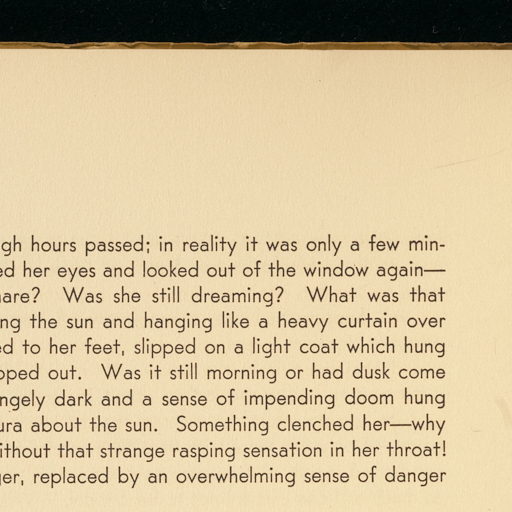 gh hours passed; in reality it was only a few min-
ed her eyes and looked out of the window again—
are? Was she still dreaming? What was that
ng the sun and hanging like a heavy curtain over
ed to her feet, slipped on a light coat which hung
pped out. Was it still morning or had dusk come
ngely dark and a sense of impending doom hung
ura about the sun. Something clenched her—why
ithout that strange rasping sensation in her throat!
ger, replaced by an overwhelming sense of danger